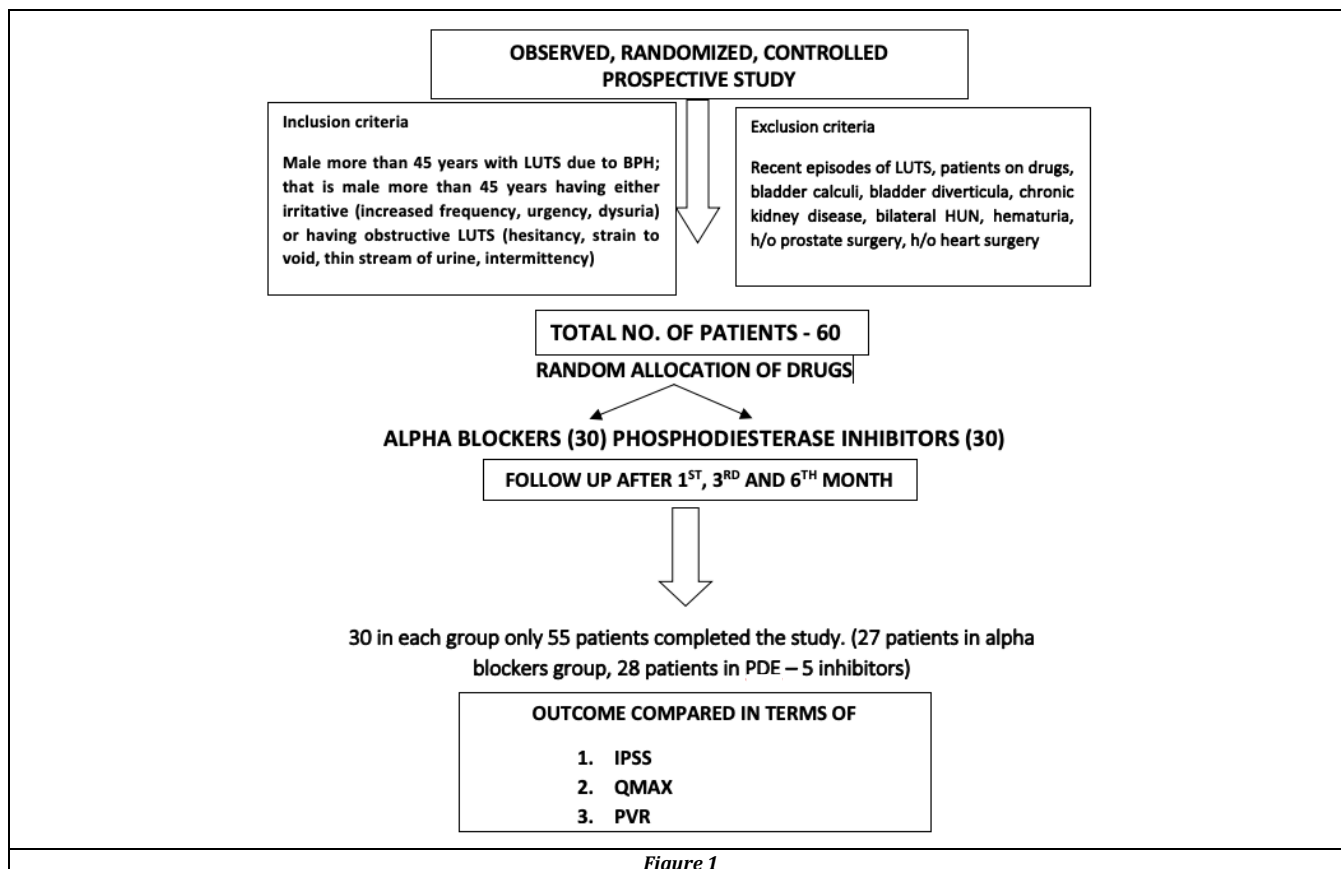 OBSERVED, RANDOMIZED, CONTROLLED
PROSPECTIVE STUDY
Inclusion criteria
Male more than 45 years with LUTS due to BPH;
that is male more than 45 years having either
irritative (increased frequency, urgency, dysuria)
or having obstructive LUTS (hesitancy, strain to
void, thin stream of urine, intermittency)
Exclusion criteria
Recent episodes of LUTS, patients on drugs,
bladder calculi, bladder diverticula, chronic
kidney disease, bilateral HUN, hematuria,
h/o prostate surgery, h/o heart surgery
TOTAL NO. OF PATIENTS - 60
RANDOM ALLOCATION OF DRUGS
ALPHA BLOCKERS (30) PHOSPHODIESTERASE INHIBITORS (30)
FOLLOW UP AFTER 1ST, 3RD AND 6TH MONTH
30 in each group only 55 patients completed the study. (27 patients in alpha
blockers group, 28 patients in PDE – 5 inhibitors)
OUTCOME COMPARED IN TERMS OF
1. IPSS
2. QMAX
3. PVR
Figure 1